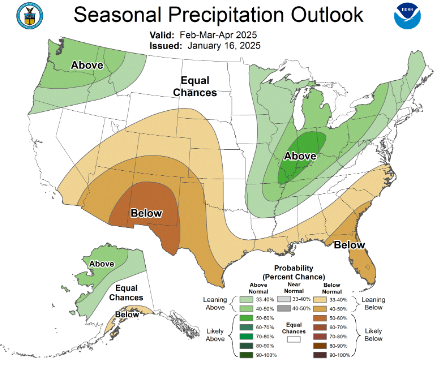 Seasonal Precipitation Outlook
Valid: Feb-Mar-Apr 2025
Issued: January 16, 2025
Above
Equal
Chances
Above
Below
Below
Above
Equal
Chances
Below
Probability
(Percent Chance)
Above
Normal
Near
Normal
Below
Normal
Leaning
Above
33-40%
40-50%
33-40%
40-50%
33-40%
40-50%
Leaning
Below
Likely
Above
50-60%
60-70%
70-80%
80-90%
90-100%
Equal
Chances
50-60%
60-70%
70-80%
80-90%
90-100%
Likely
Below